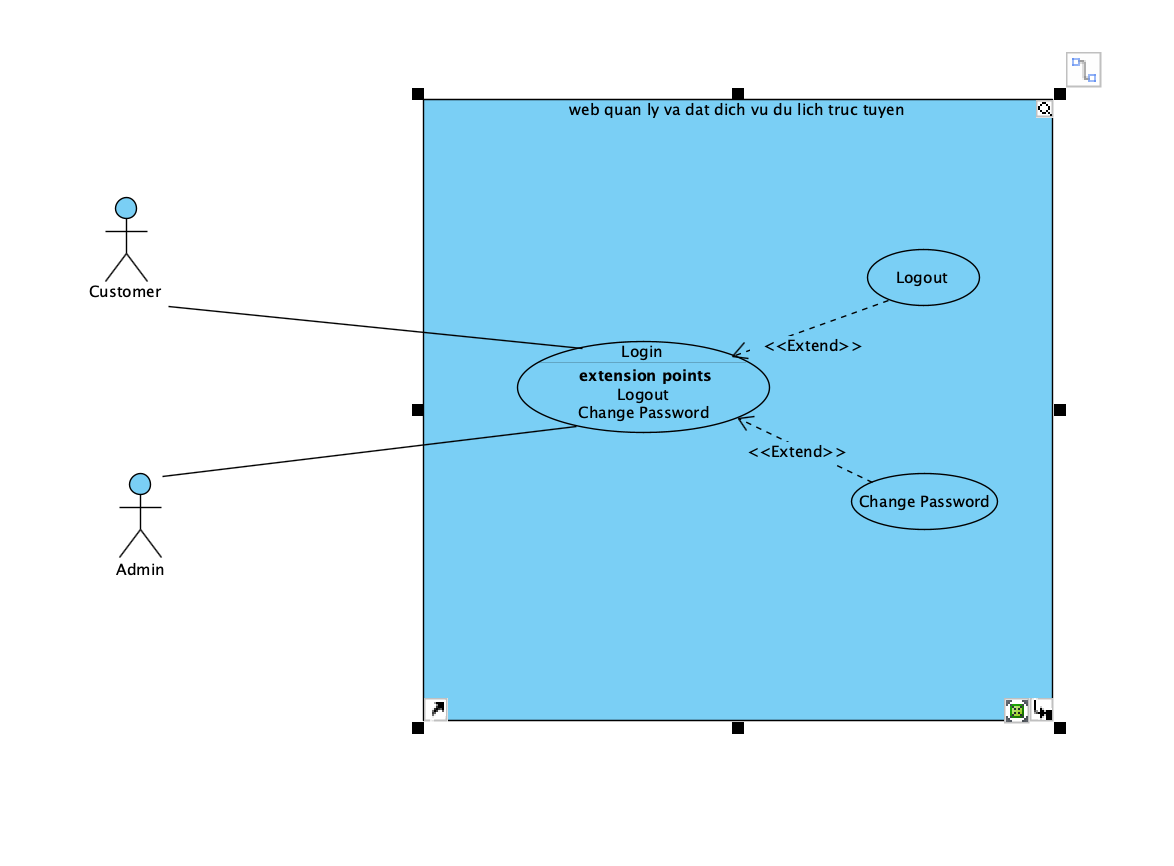 web quan ly va dat dich vu du lich truc tuyen
Customer
Logout
<<Extend>>
Login
extension points
Logout
Change Password
<<Extend>>
Change Password
Admin